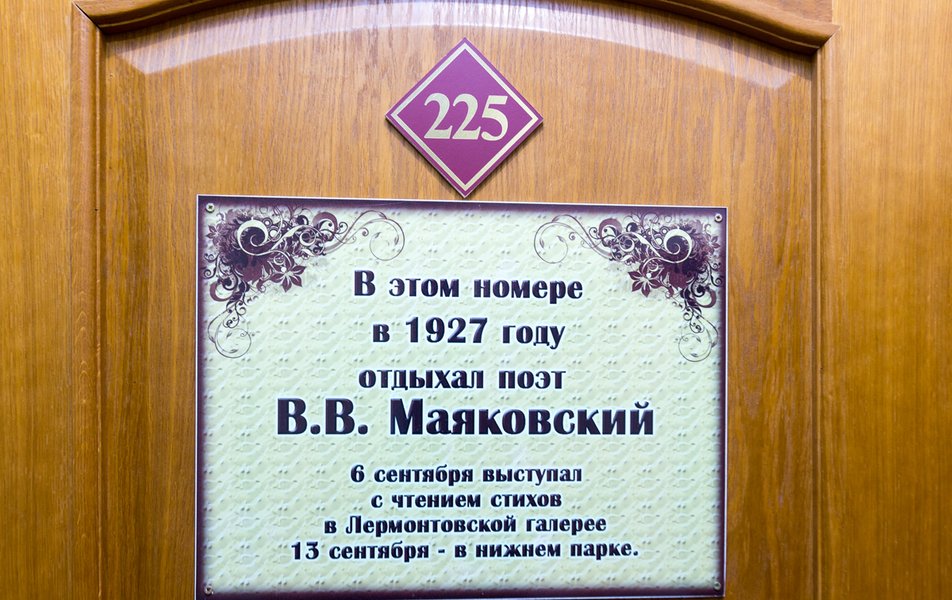 225
В этом номере
в 1927 году
отдыхал поэт
В.В. Маяковский
6 сентября выступал
с чтением стихов
в Лермонтовской галерее
13 сентября - в нижнем парке.